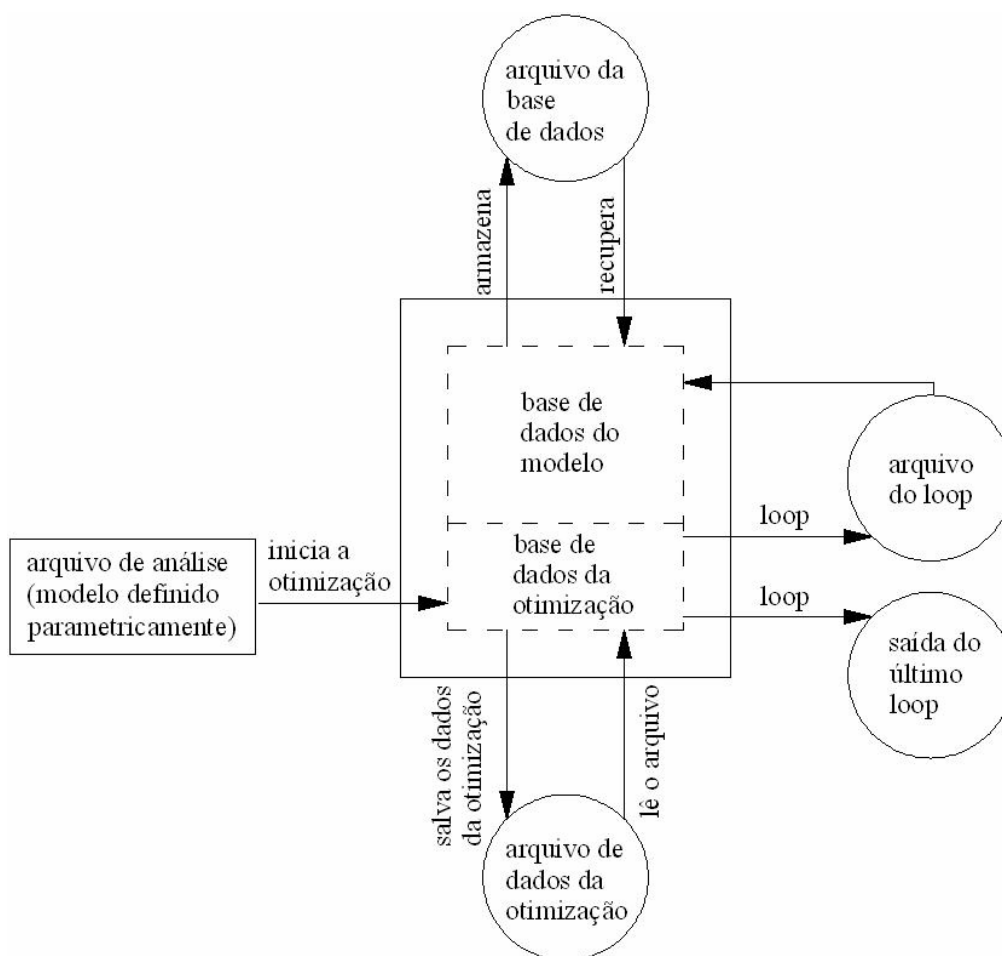 arquivo da
base
de dados
armazena
recupera
base de
dados do
modelo
arquivo
do loop
loop
inicia a
otimização
arquivo de análise
(modelo definido
parametricamente)
base de
dados da
otimização
loop
saída do
último
loop
salva os dados
da otimização
lê o arquivo
arquivo de
dados da
otimização